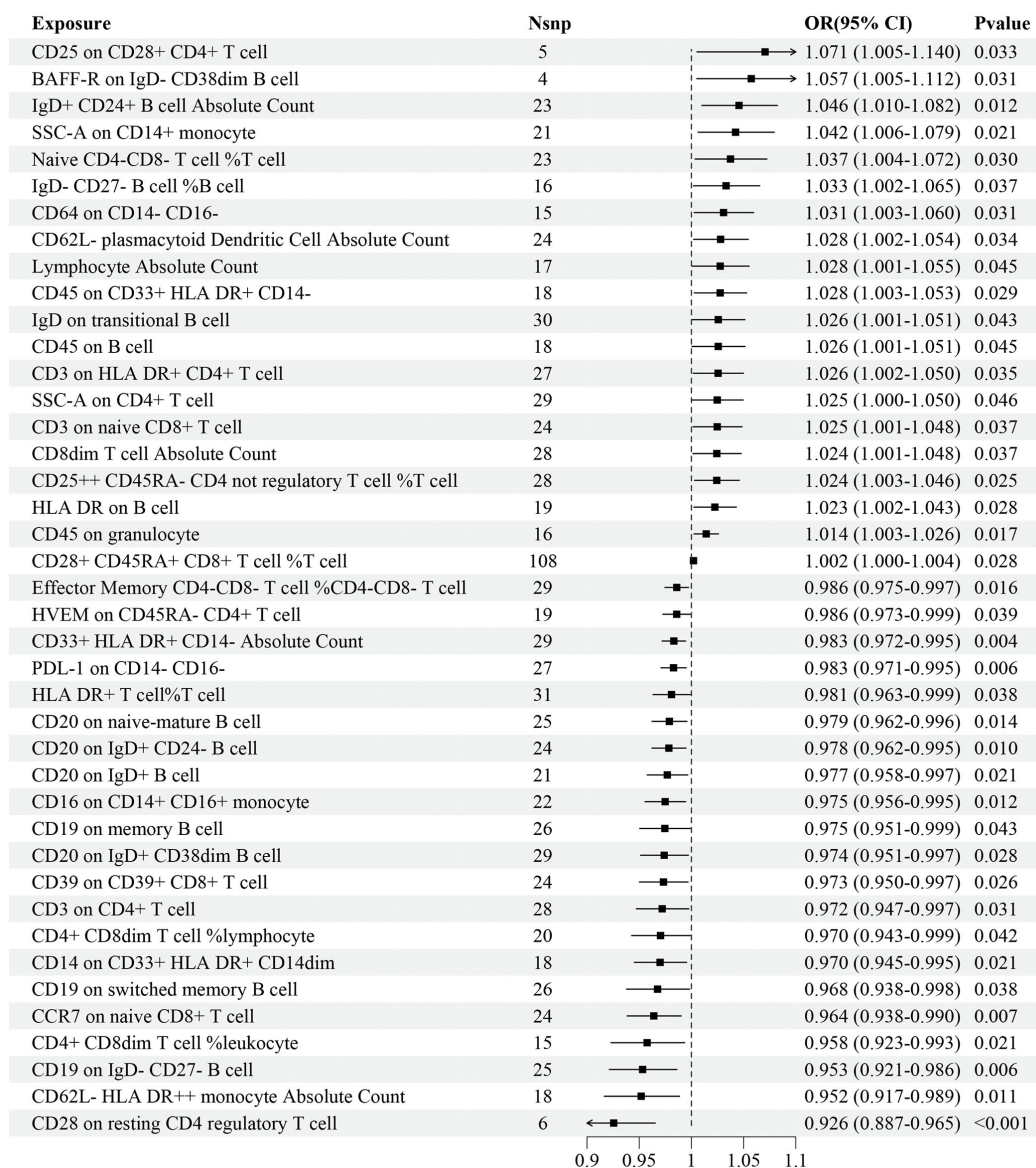 Exposure Nsnp OR(95% CI) Pvalue
CD25 on CD28+ CD4+ T cell 5 1.071 (1.005-1.140) 0.033
BAFF-R on IgD- CD38dim B cell 4 1.057 (1.005-1.112) 0.031
IgD+ CD24+ B cell Absolute Count 23 1.046 (1.010-1.082) 0.012
SSC-A on CD14+ monocyte 21 1.042 (1.006-1.079) 0.021
Naive CD4-CD8- T cell %T cell 23 1.037 (1.004-1.072) 0.030
IgD- CD27- B cell %B cell 16 1.033 (1.002-1.065) 0.037
CD64 on CD14- CD16- 15 1.031 (1.003-1.060) 0.031
CD62L- plasmacytoid Dendritic Cell Absolute Count 24 1.028 (1.002-1.054) 0.034
Lymphocyte Absolute Count 17 1.028 (1.001-1.055) 0.045
CD45 on CD33+ HLA DR+ CD14- 18 1.028 (1.003-1.053) 0.029
IgD on transitional B cell 30 1.026 (1.001-1.051) 0.043
CD45 on B cell 18 1.026 (1.001-1.051) 0.045
CD3 on HLA DR+ CD4+ T cell 27 1.026 (1.002-1.050) 0.035
SSC-A on CD4+ T cell 29 1.025 (1.000-1.050) 0.046
CD3 on naive CD8+ T cell 24 1.025 (1.001-1.048) 0.037
CD8dim T cell Absolute Count 28 1.024 (1.001-1.048) 0.037
CD25++ CD45RA- CD4 not regulatory T cell %T cell 28 1.024 (1.003-1.046) 0.025
HLA DR on B cell 19 1.023 (1.002-1.043) 0.028
CD45 on granulocyte 16 1.014 (1.003-1.026) 0.017
CD28+ CD45RA+ CD8+ T cell %T cell 108 1.002 (1.000-1.004) 0.028
Effector Memory CD4-CD8- T cell %CD4-CD8- T cell 29 0.986 (0.975-0.997) 0.016
HVEM on CD45RA- CD4+ T cell 19 0.986 (0.973-0.999) 0.039
CD33+ HLA DR+ CD14- Absolute Count 29 0.983 (0.972-0.995) 0.004
PDL-1 on CD14- CD16- 27 0.983 (0.971-0.995) 0.006
HLA DR+ T cell%T cell 31 0.981 (0.963-0.999) 0.038
CD20 on naive-mature B cell 25 0.979 (0.962-0.996) 0.014
CD20 on IgD+ CD24- B cell 24 0.978 (0.962-0.995) 0.010
CD20 on IgD+ B cell 21 0.977 (0.958-0.997) 0.021
CD16 on CD14+ CD16+ monocyte 22 0.975 (0.956-0.995) 0.012
CD19 on memory B cell 26 0.975 (0.951-0.999) 0.043
CD20 on IgD+ CD38dim B cell 29 0.974 (0.951-0.997) 0.028
CD39 on CD39+ CD8+ T cell 24 0.973 (0.950-0.997) 0.026
CD3 on CD4+ T cell 28 0.972 (0.947-0.997) 0.031
CD4+ CD8dim T cell %lymphocyte 20 0.970 (0.943-0.999) 0.042
CD14 on CD33+ HLA DR+ CD14dim 18 0.970 (0.945-0.995) 0.021
CD19 on switched memory B cell 26 0.968 (0.938-0.998) 0.038
CCR7 on naive CD8+ T cell 24 0.964 (0.938-0.990) 0.007
CD4+ CD8dim T cell %leukocyte 15 0.958 (0.923-0.993) 0.021
CD19 on IgD- CD27- B cell 25 0.953 (0.921-0.986) 0.006
CD62L- HLA DR++ monocyte Absolute Count 18 0.952 (0.917-0.989) 0.011
CD28 on resting CD4 regulatory T cell 6 0.926 (0.887-0.965) <0.001
0.9 0.95 1 1.05 1.1